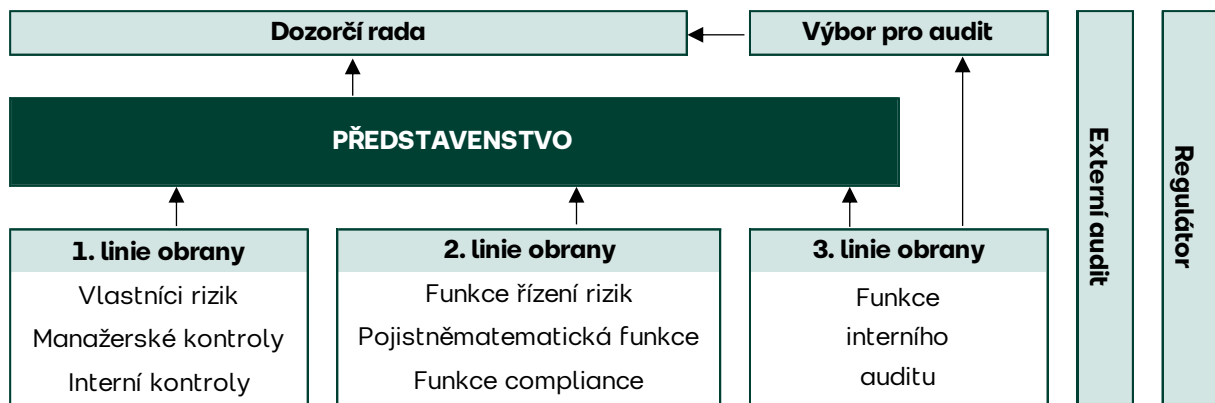 Dozorčí rada
Výbor pro audit
PŘEDSTAVENSTVO
1. linie obrany
Vlastníci rizik
Manažerské kontroly
Interní kontroly
2. linie obrany
Funkce řízení rizik
Pojistněmatematická funkce
Funkce compliance
3. linie obrany
Funkce
interního
auditu
Externí audit
Regulátor